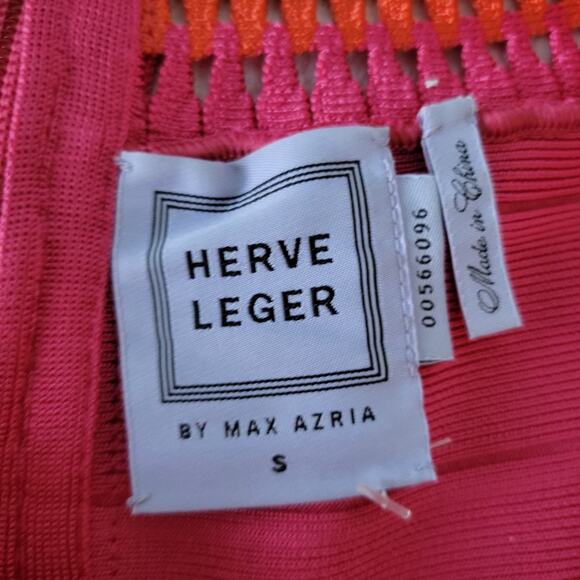 HERVE
LEGER
BY MAX AZRIA
S
00566096
Made in China